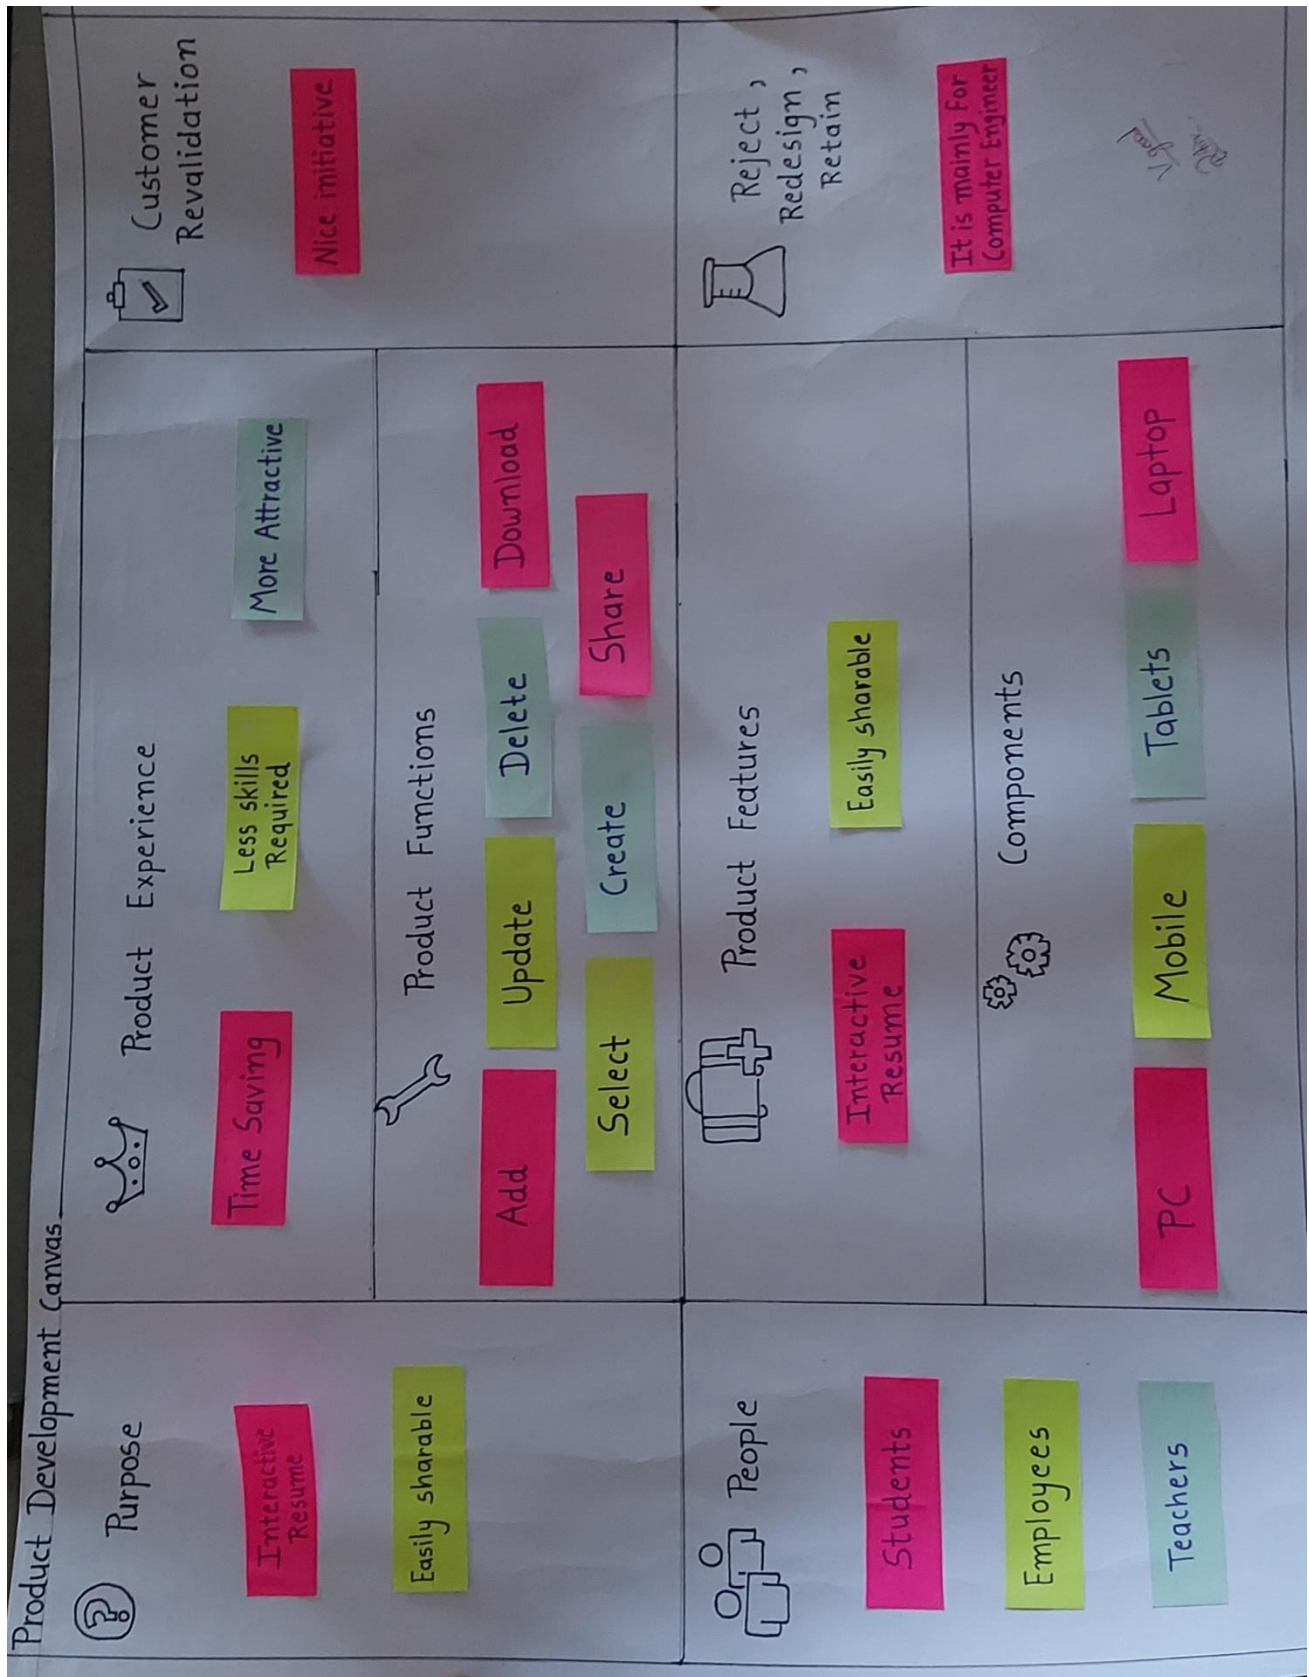 Product Development Canvas
Purpose
Interactive
Resume
Easily sharable
People
Students
Employees
Teachers
Product Experience
Time Saving
Less skills
Required
More Attractive
Product Functions
Add
Update
Delete
Download
Select
Create
Share
Product Features
Interactive
Resume
Easily sharable
Components
PC
Mobile
Tablets
Laptop
Customer
Revalidation
Nice initiative
Reject,
Redesign,
Retain
It is mainly For
Computer Engineer